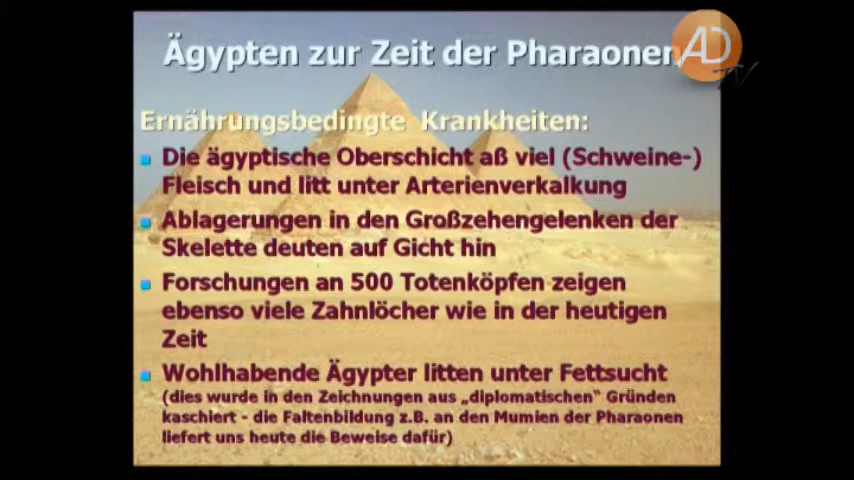 Ägypten zur Zeit der Pharaonen
AD
TV
Ernährungsbedingte Krankheiten:
Die ägyptische Oberschicht aß viel (Schweine-)
Fleisch und litt unter Arterienverkalkung
Ablagerungen in den Großzehengelenken der
Skelette deuten auf Gicht hin
Forschungen an 500 Totenköpfen zeigen
ebenso viele Zahnlöcher wie in der heutigen
Zeit
Wohlhabende Ägypter litten unter Fettsucht
(dies wurde in den Zeichnungen aus „diplomatischen" Gründen
kaschiert - die Faltenbildung z.B. an den Mumien der Pharaonen
liefert uns heute die Beweise dafür)